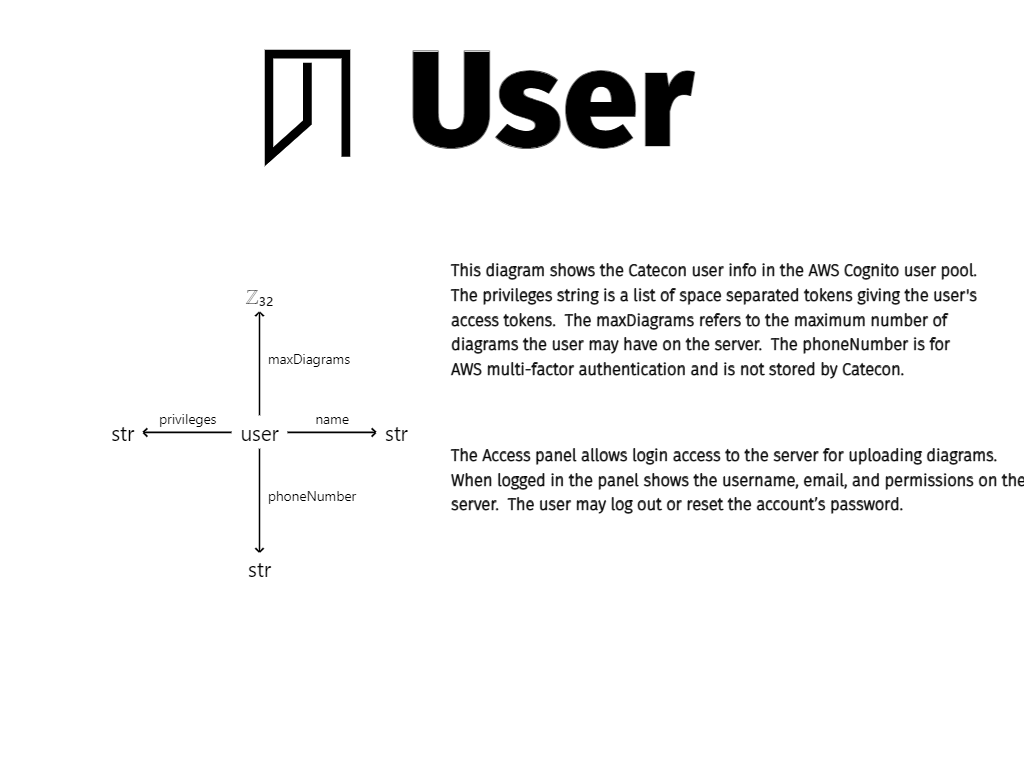 User
This diagram shows the Catecon user info in the AWS Cognito user pool.
The privileges string is a list of space separated tokens giving the user's
access tokens.  The maxDiagrams refers to the maximum number of
diagrams the user may have on the server.  The phoneNumber is for
AWS multi-factor authentication and is not stored by Catecon.
The Access panel allows login access to the server for uploading diagrams.
When logged in the panel shows the username, email, and permissions on the
server.  The user may log out or reset the account’s password.
ℤ32
maxDiagrams
privileges
name
str
user
str
phoneNumber
str